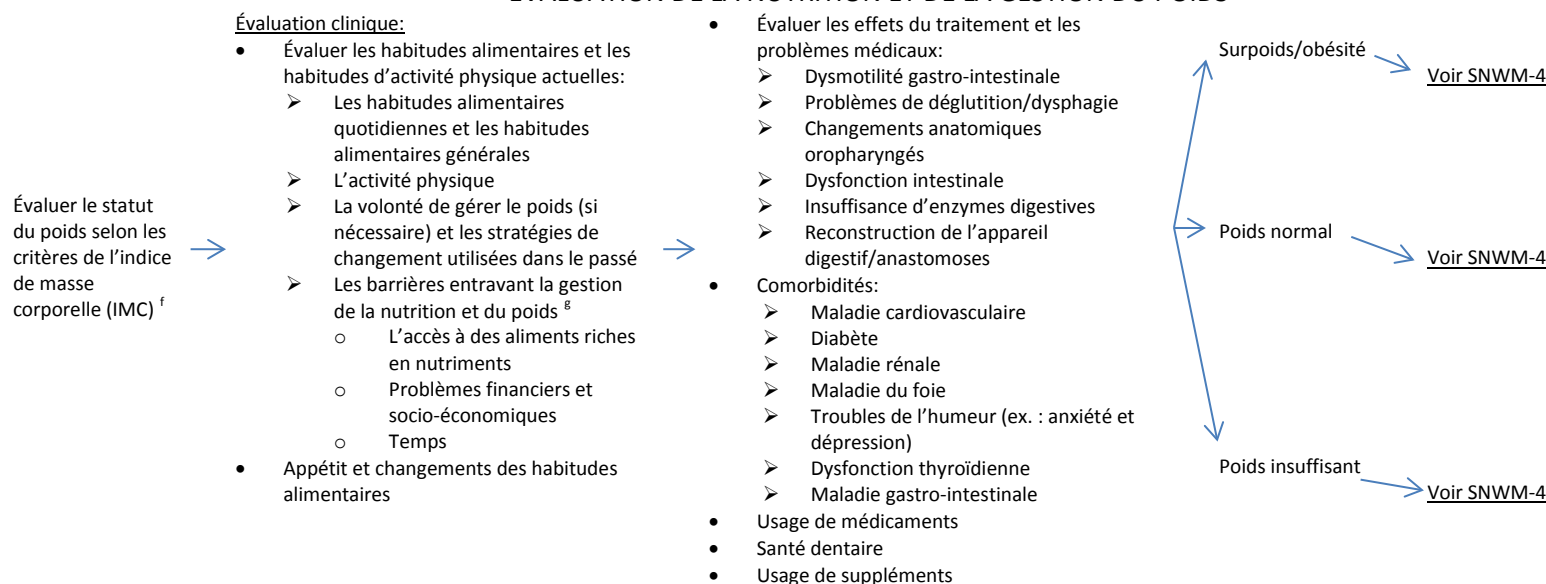 Évaluer le statut
du poids selon les
critères de l'indice
de masse
corporelle (IMC) f
Évaluation clinique:
• Évaluer les habitudes alimentaires et les
habitudes d'activité physique actuelles:
➢ Les habitudes alimentaires
quotidiennes et les habitudes
alimentaires générales
➢ L'activité physique
➢ La volonté de gérer le poids (si
nécessaire) et les stratégies de
changement utilisées dans le passé
➢ Les barrières entravant la gestion
de la nutrition et du poids g
o L'accès à des aliments riches
en nutriments
o Problèmes financiers et
socio-économiques
o Temps
• Appétit et changements des habitudes
alimentaires
• Évaluer les effets du traitement et les
problèmes médicaux:
➢ Dysmotilité gastro-intestinale
➢ Problèmes de déglutition/dysphagie
➢ Changements anatomiques
oropharyngés
➢ Dysfonction intestinale
➢ Insuffisance d'enzymes digestives
➢ Reconstruction de l'appareil
digestif/anastomoses
• Comorbidités:
➢ Maladie cardiovasculaire
➢ Diabète
➢ Maladie rénale
➢ Maladie du foie
➢ Troubles de l'humeur (ex. : anxiété et
dépression)
➢ Dysfonction thyroïdienne
➢ Maladie gastro-intestinale
• Usage de médicaments
• Santé dentaire
• Usage de suppléments
Surpoids/obésité
Voir SNWM-4
Poids normal
Voir SNWM-4
Poids insuffisant
Voir SNWM-4